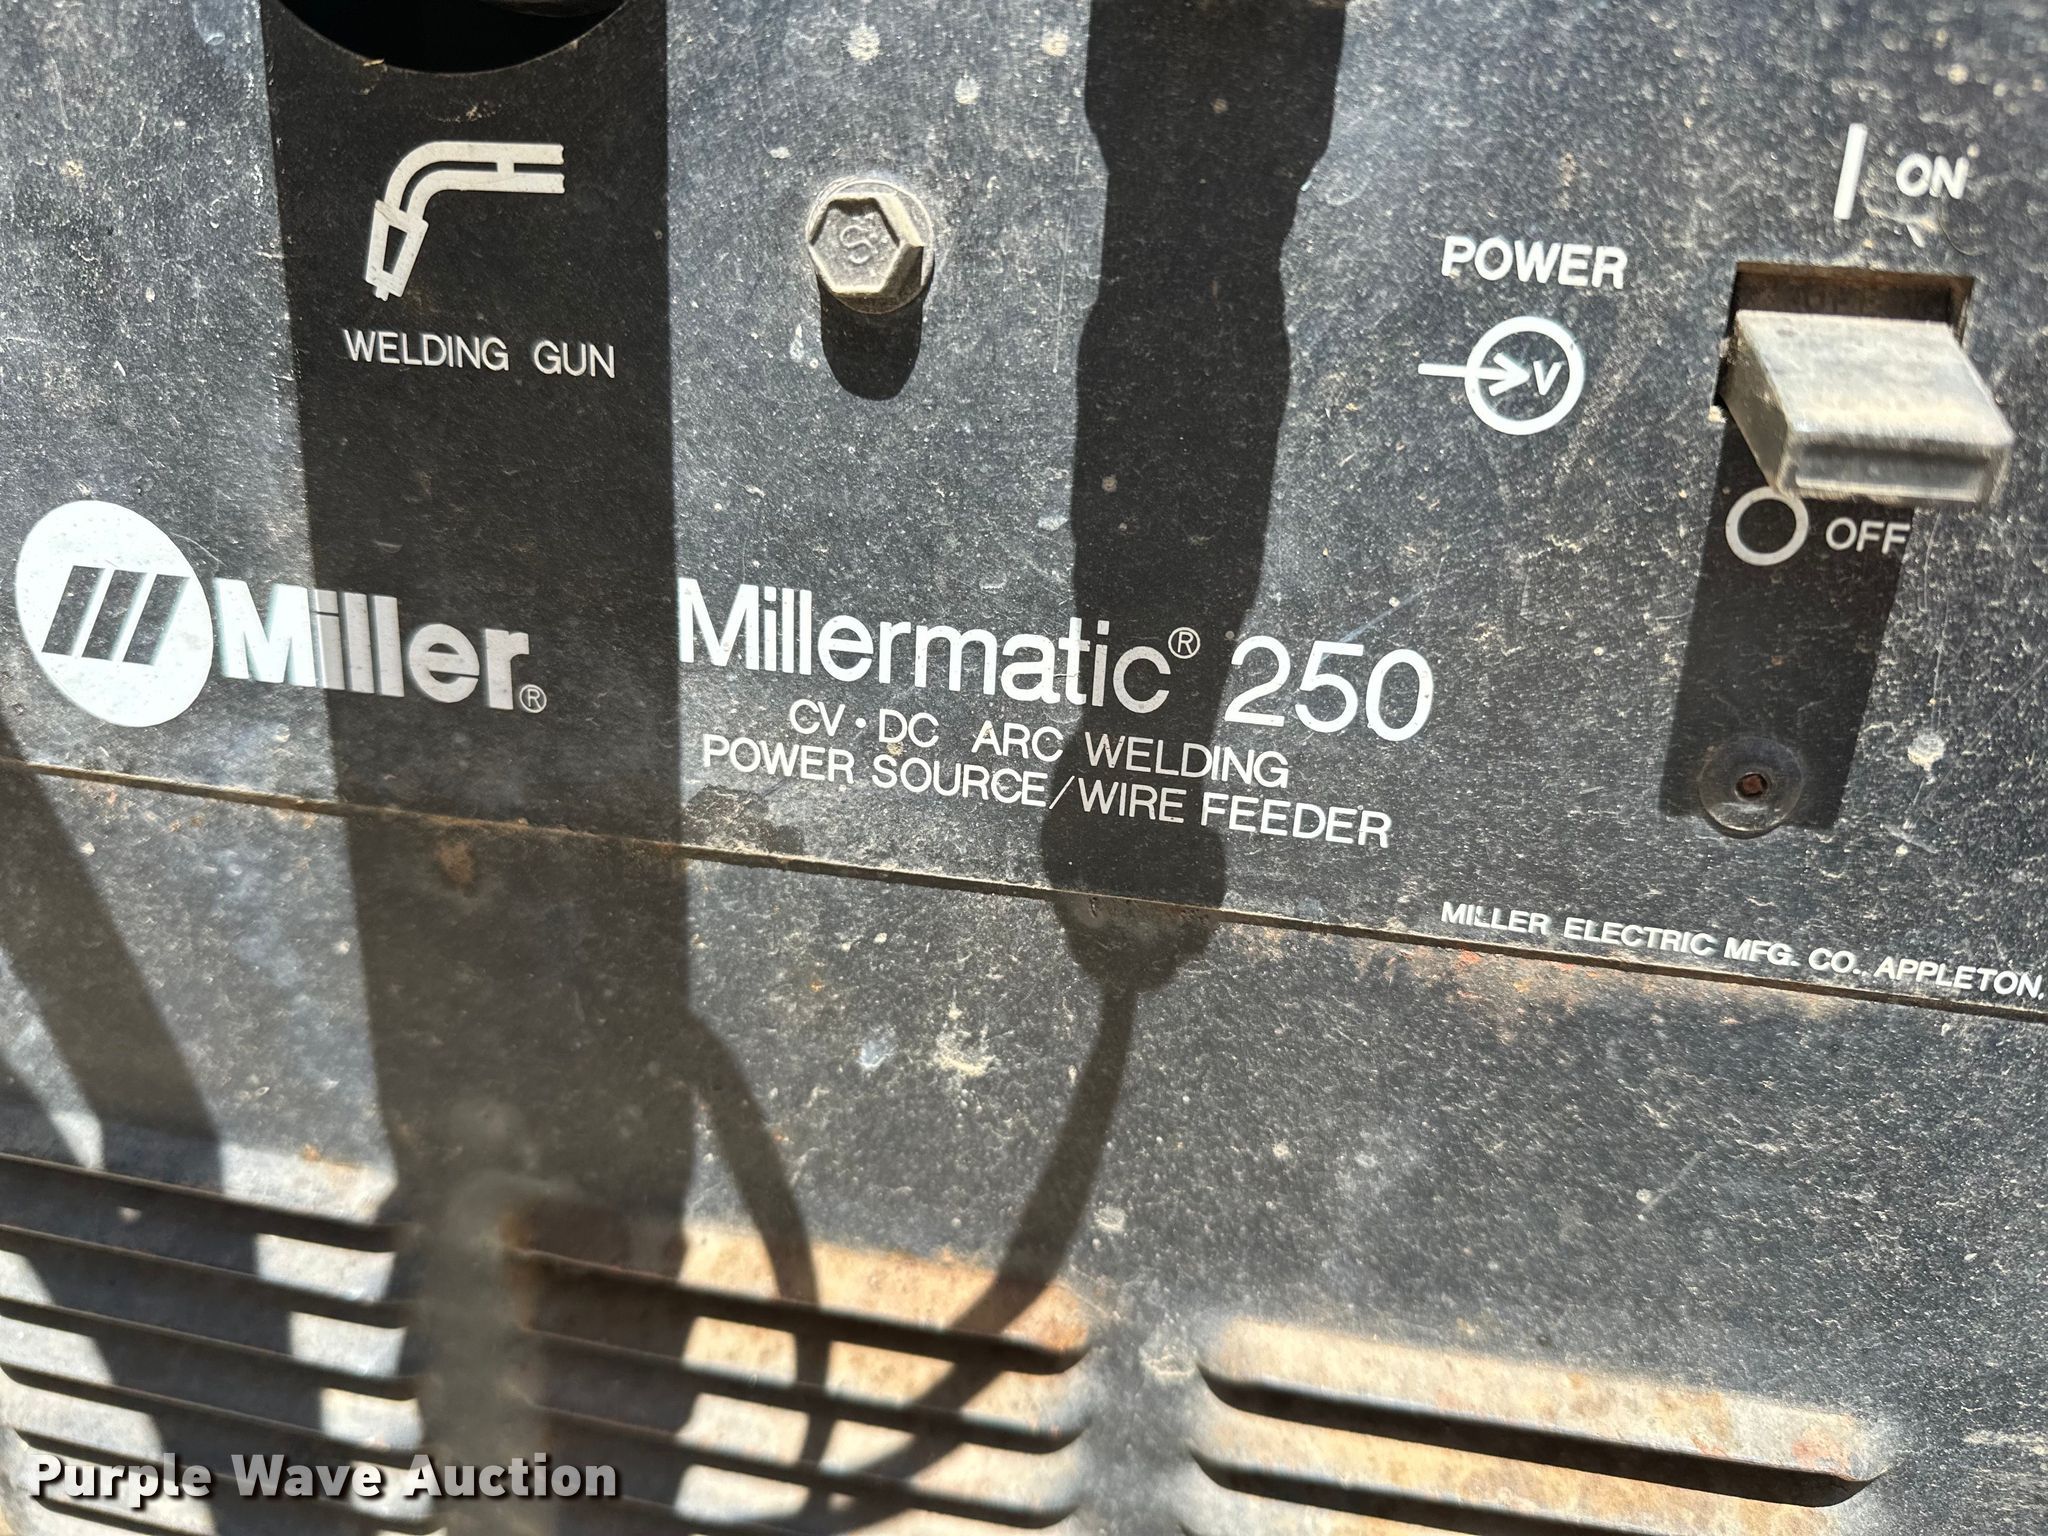 ON
POWER
V
WELDING GUN
S
OFF
Miller®
Millermatic® 250
CV • DC ARC WELDING
POWER SOURCE/WIRE FEEDER
MILLER ELECTRIC MFG. CO., APPLETON,
Purple Wave Auction